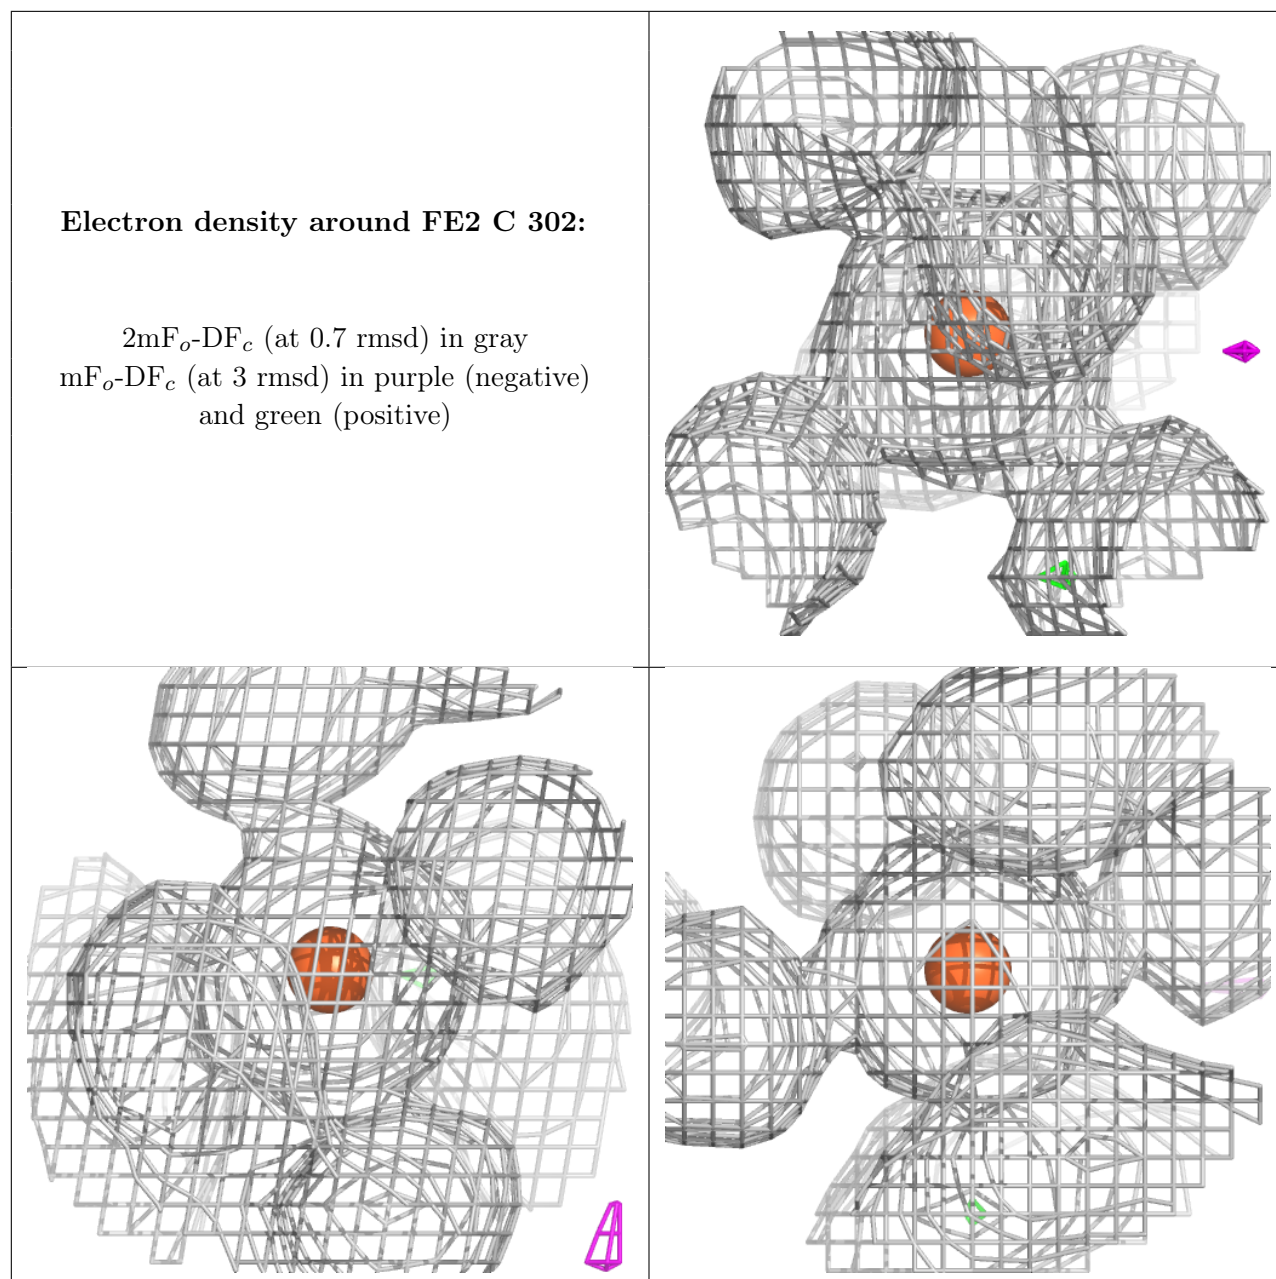 Electron density around FE2 C 302:
2mFo-DFc (at 0.7 rmsd) in gray
mFo-DFc (at 3 rmsd) in purple (negative)
and green (positive)